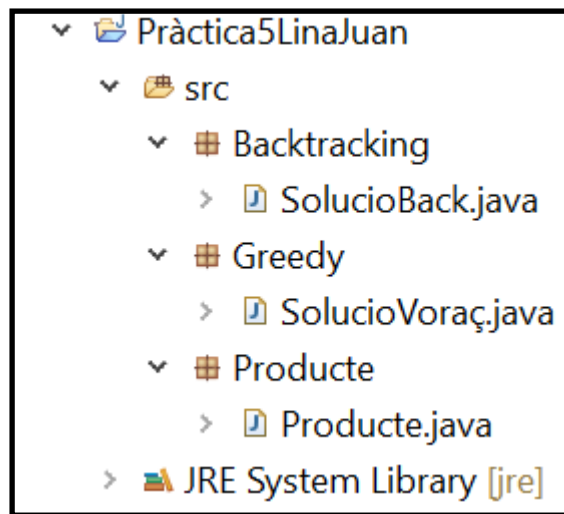 Pràctica5LinaJuan
src
Backtracking
SolucioBack.java
Greedy
SolucioVoraç.java
Producte
Producte.java
JRE System Library [jre]